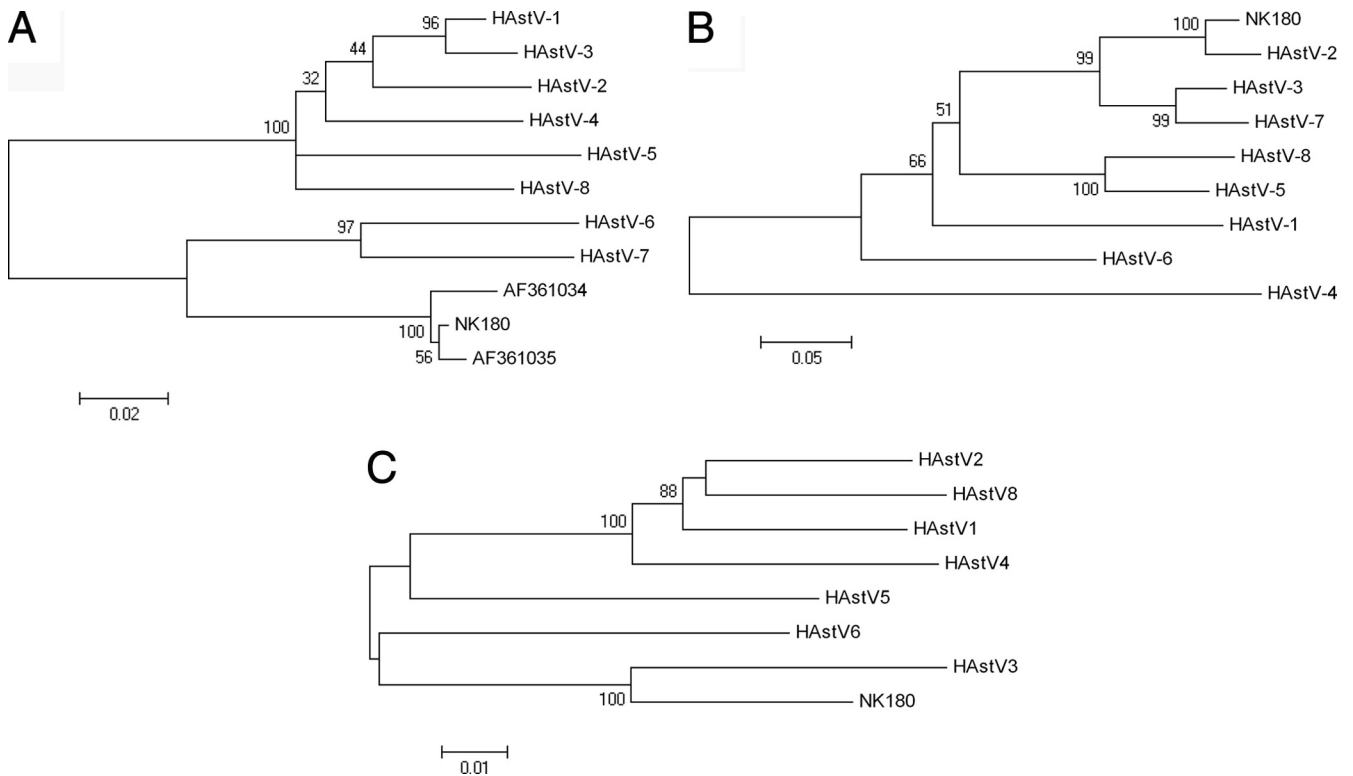 A
96
HAstV-1
HAstV-3
44
HAstV-2
32
HAstV-4
100
HAstV-5
HAstV-8
97
HAstV-6
HAstV-7
AF361034
100
NK180
56
AF361035
0.02
B
100
NK180
HAstV-2
99
HAstV-3
99
HAstV-7
51
HAstV-8
100
HAstV-5
66
HAstV-1
HAstV-6
HAstV-4
0.05
C
HAstV2
88
HAstV8
HAstV1
100
HAstV4
HAstV5
HAstV6
HAstV3
100
NK180
0.01